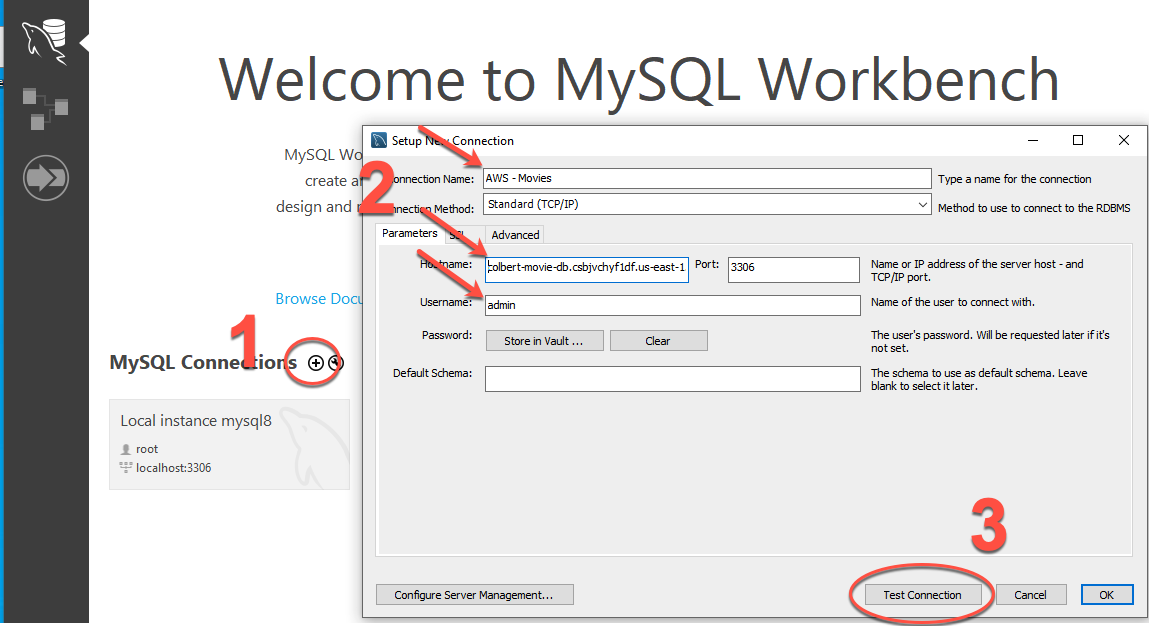 Welcome to MySQL Workbench
MySQL Wo
create a
design and
Browse Docu
1
MySQL Connections
Local instance mysql8
root
localhost:3306
Setup New Connection
2
Connection Name: AWS - Movies Type a name for the connection
Connection Method: Standard (TCP/IP) Method to use to connect to the RDBMS
Parameters SSL Advanced
Hostname: colbert-movie-db.csbjvchyf1df.us-east-1 Port: 3306 Name or IP address of the server host - and
TCP/IP port.
Username: admin Name of the user to connect with.
Password: Store in Vault ... Clear The user's password. Will be requested later if it's
not set.
Default Schema: The schema to use as default schema. Leave
blank to select it later.
3
Configure Server Management... Test Connection Cancel OK